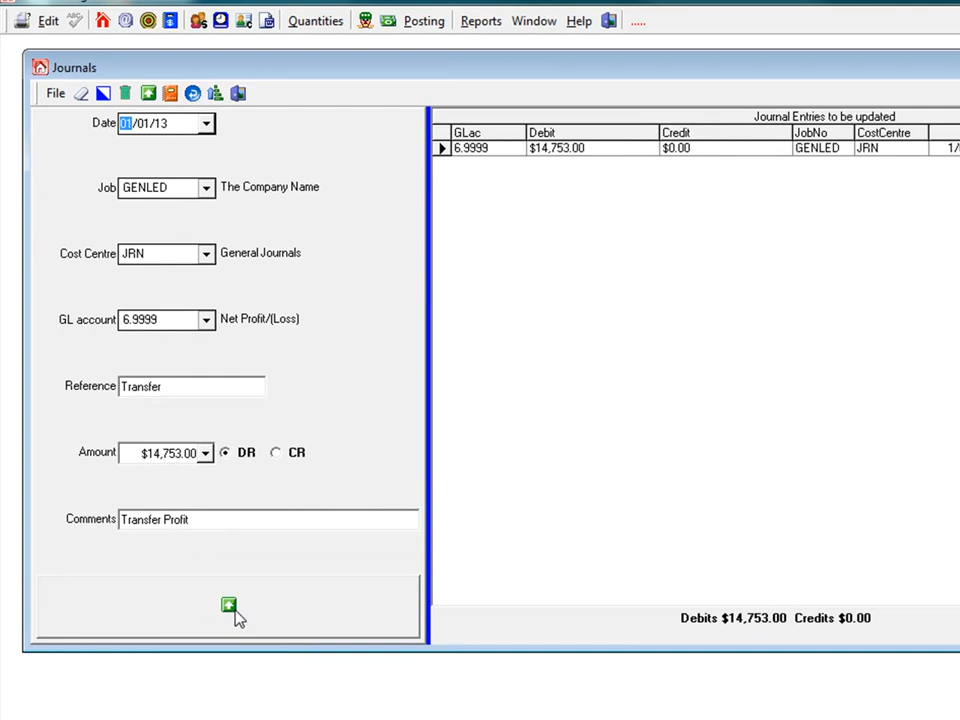 Edit Quantities Posting Reports Window Help .....
Journals
File
Date 01/01/13
Job GENLED The Company Name
Cost Centre JRN General Journals
GL account 6.9999 Net Profit/(Loss)
Reference Transfer
Amount $14,753.00 DR CR
Comments Transfer Profit
Journal Entries to be updated
GLac Debit Credit JobNo CostCentre
6.9999 $14,753.00 $0.00 GENLED JRN 1/
Debits $14,753.00 Credits $0.00